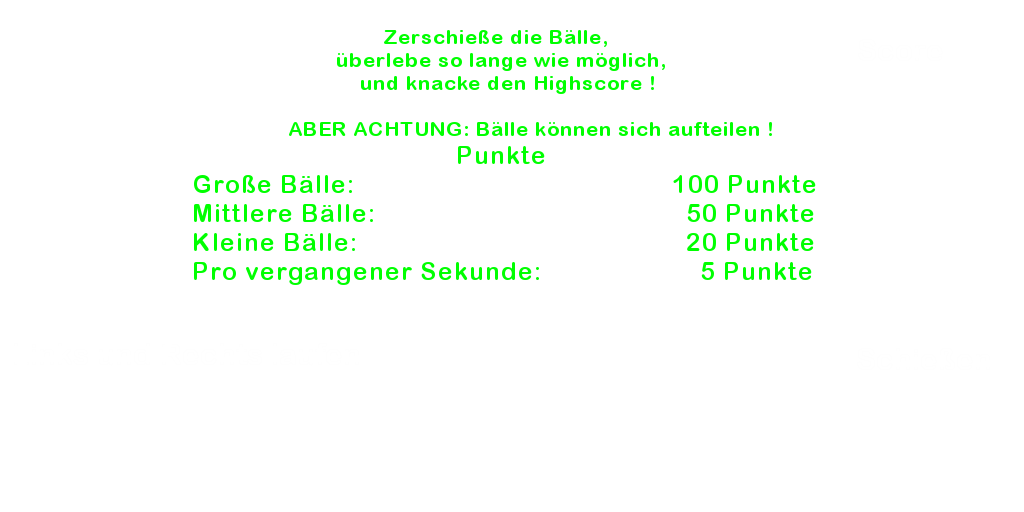 Zerschieße die Bälle,
überlebe so lange wie möglich,
und knacke den Highscore !
ABER ACHTUNG: Bälle können sich aufteilen !
Punkte
Große Bälle: 100 Punkte
Mittlere Bälle: 50 Punkte
Kleine Bälle: 20 Punkte
Pro vergangener Sekunde: 5 Punkte